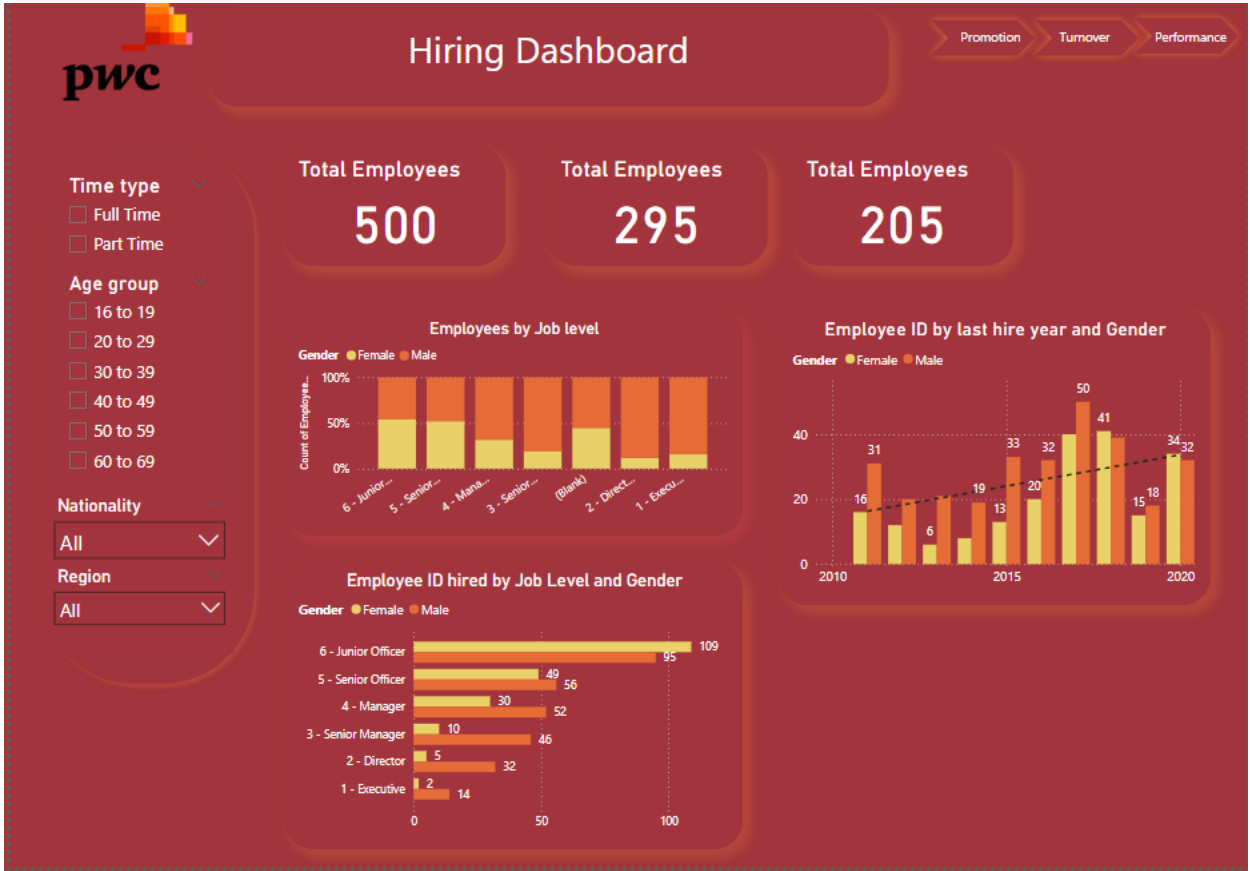 pwc
Hiring Dashboard
Promotion
Turnover
Performance
Time type
Full Time
Part Time
Age group
16 to 19
20 to 29
30 to 39
40 to 49
50 to 59
60 to 69
Nationality
All
Region
All
Total Employees
500
Total Employees
295
Total Employees
205
Employees by Job level
Gender Female Male
Count of Employee...
100%
50%
0%
6 - Junior...
5 - Senior...
4 - Mana...
3 - Senior...
(Blank)
2 - Direct...
1 - Execu...
Employee ID by last hire year and Gender
Gender Female Male
40
20
0
16
31
6
19
13
33
20
32
50
41
15
18
34
32
2010
2015
2020
Employee ID hired by Job Level and Gender
Gender Female Male
6 - Junior Officer
109
95
5 - Senior Officer
49
56
4 - Manager
30
52
3 - Senior Manager
10
46
2 - Director
5
32
1 - Executive
2
14
0
50
100